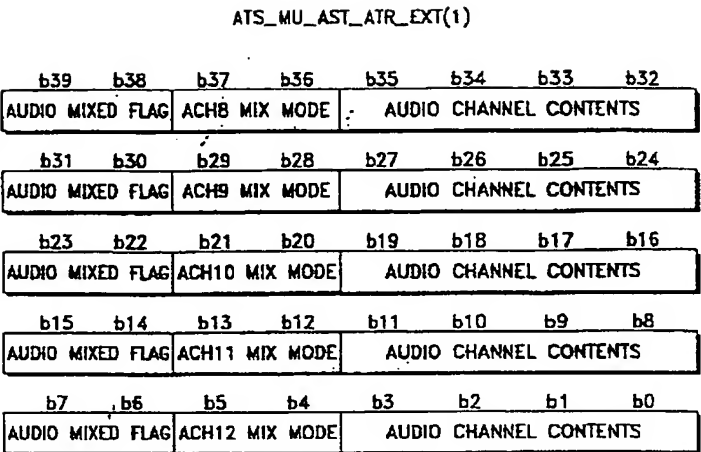 ATS_MU_AST_ATR_EXT(1)
b39 b38 b37 b36 b35 b34 b33 b32
AUDIO MIXED FLAG ACH8 MIX MODE AUDIO CHANNEL CONTENTS
b31 b30 b29 b28 b27 b26 b25 b24
AUDIO MIXED FLAG ACH9 MIX MODE AUDIO CHANNEL CONTENTS
b23 b22 b21 b20 b19 b18 b17 b16
AUDIO MIXED FLAG ACH10 MIX MODE AUDIO CHANNEL CONTENTS
b15 b14 b13 b12 b11 b10 b9 b8
AUDIO MIXED FLAG ACH11 MIX MODE AUDIO CHANNEL CONTENTS
b7 b6 b5 b4 b3 b2 b1 b0
AUDIO MIXED FLAG ACH12 MIX MODE AUDIO CHANNEL CONTENTS